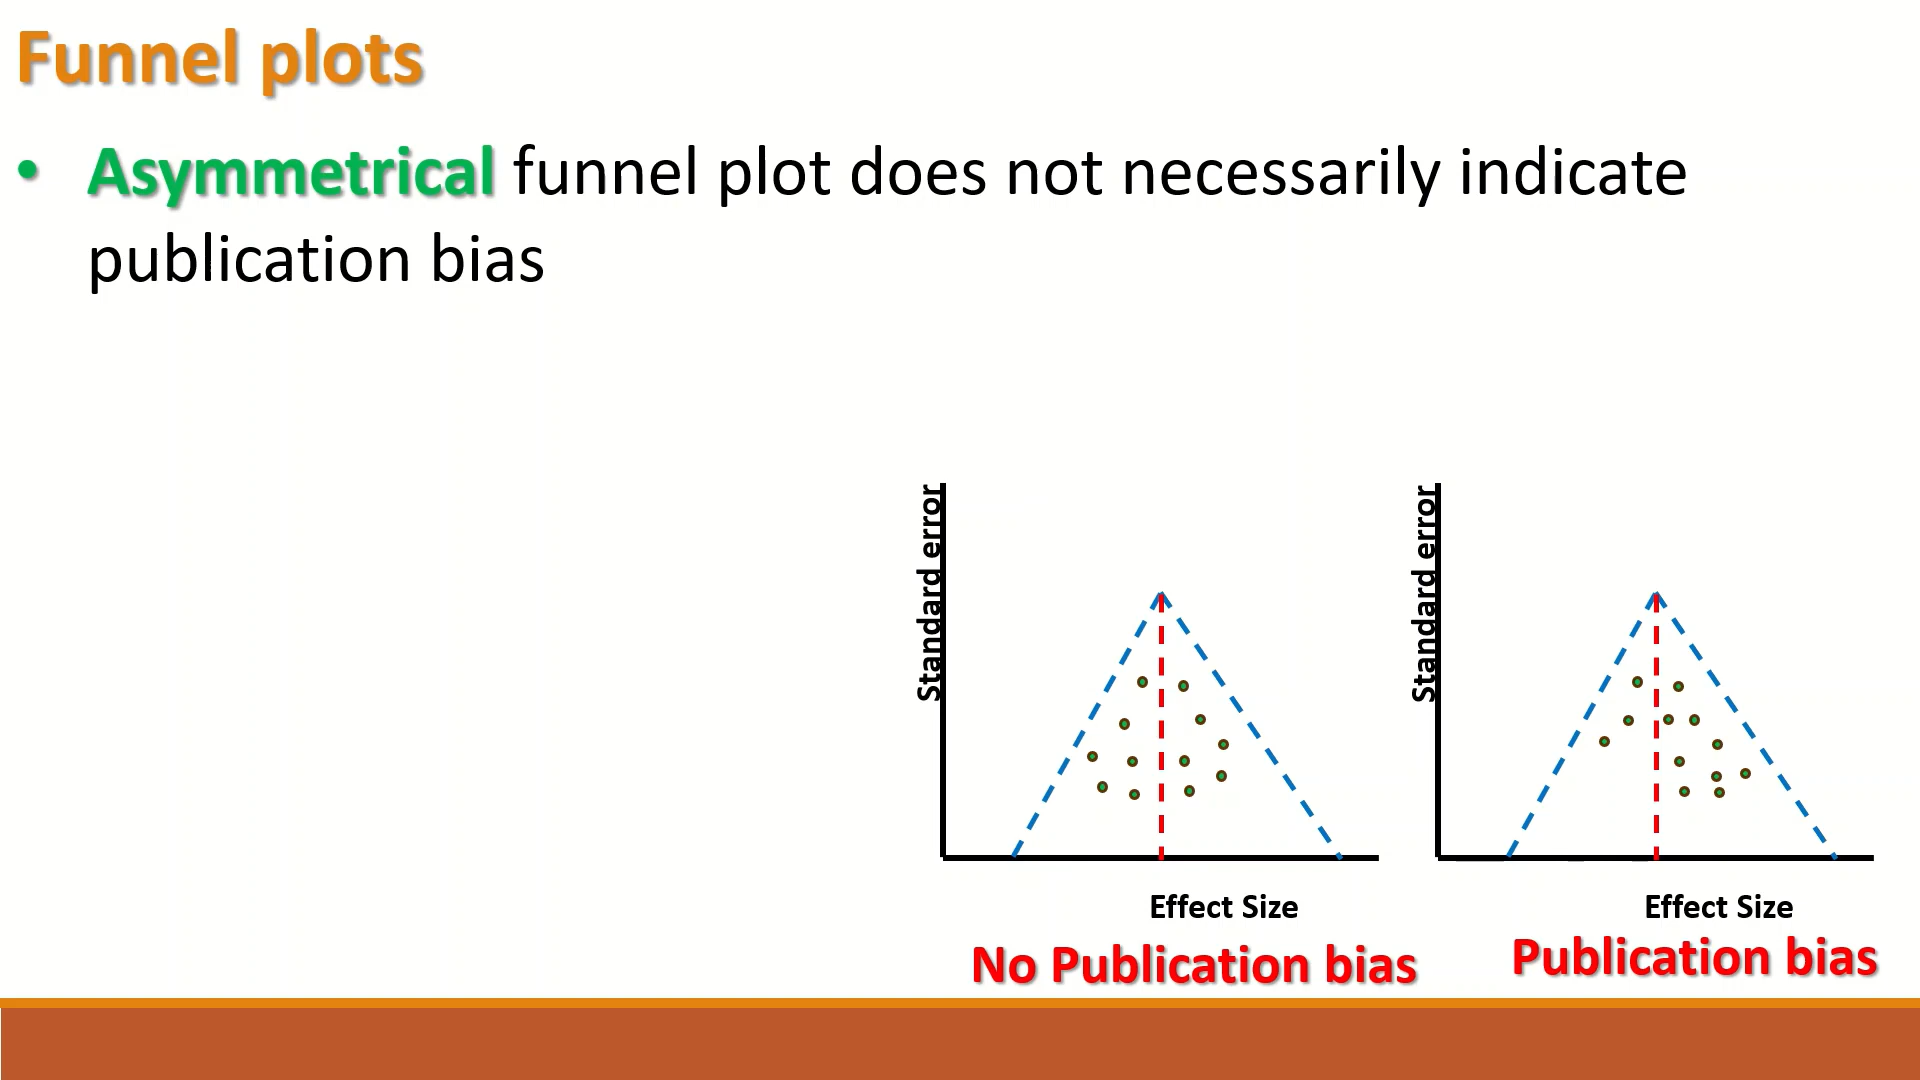 Funnel plots
• Asymmetrical funnel plot does not necessarily indicate
publication bias
Standard error
Effect Size
No Publication bias
Standard error
Effect Size
Publication bias